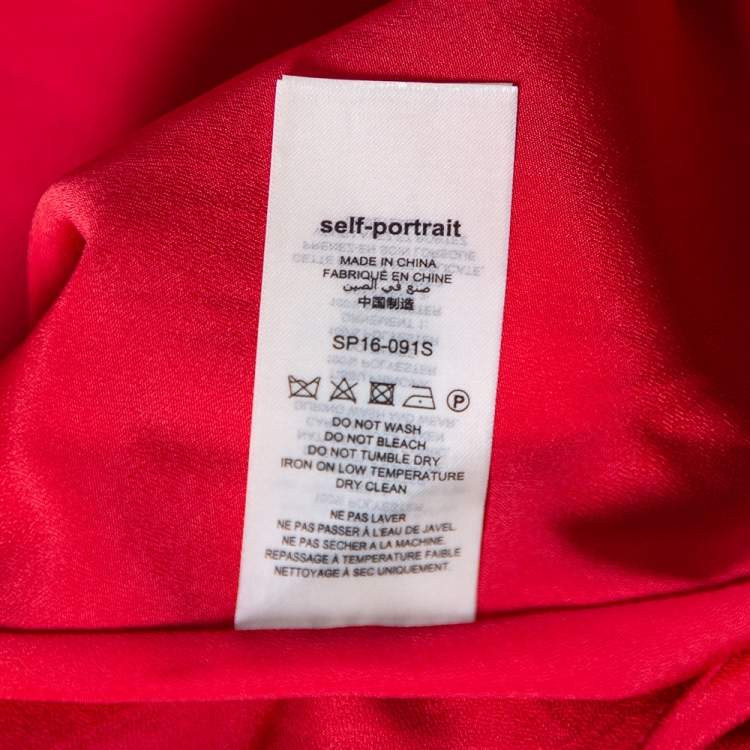 self-portrait
MADE IN CHINA
FABRIQUÉ EN CHINE
صنع في الصين
中国制造
SP16-091S
DO NOT WASH
DO NOT BLEACH
DO NOT TUMBLE DRY
IRON ON LOW TEMPERATURE
DRY CLEAN
NE PAS LAVER
NE PAS PASSER À L'EAU DE JAVEL
NE PAS SECHER A LA MACHINE.
REPASSAGE À TEMPERATURE FAIBLE
NETTOYAGE À SEC UNIQUEMENT.